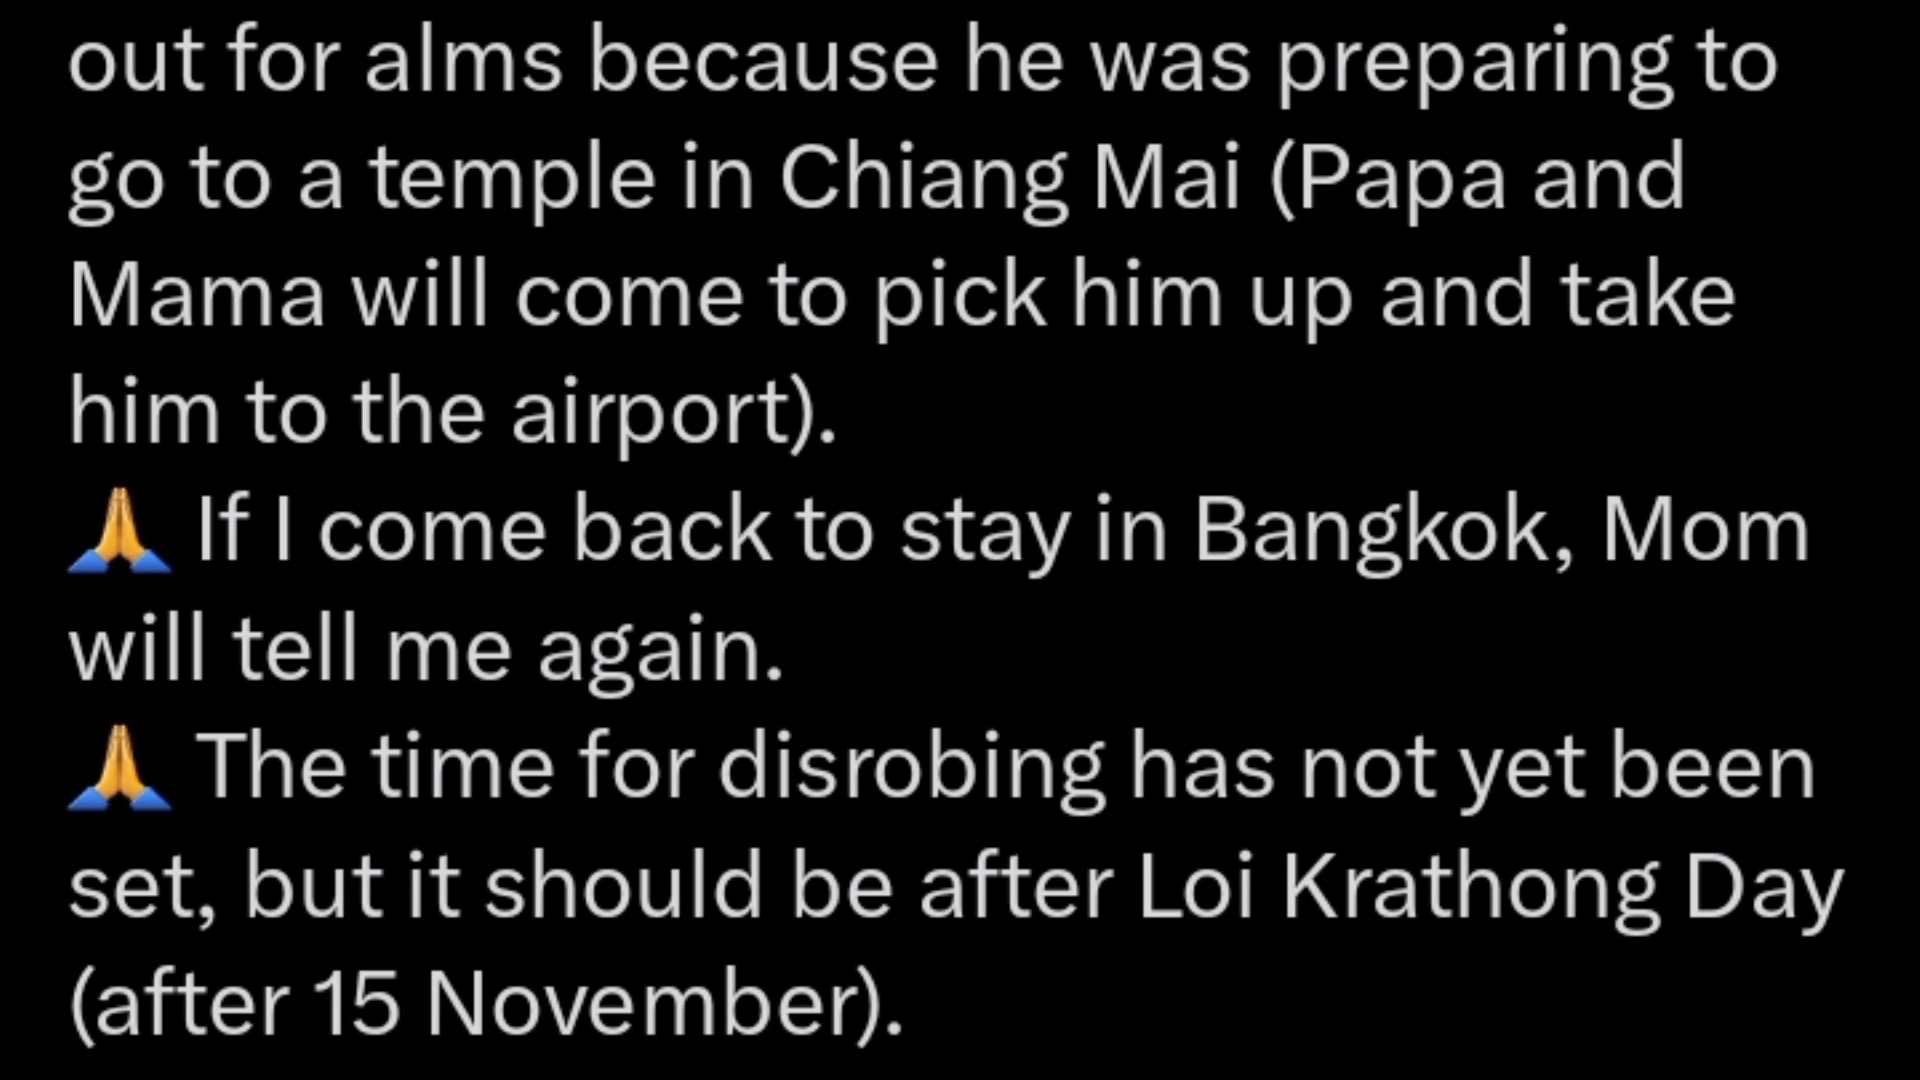 out for alms because he was preparing to
go to a temple in Chiang Mai (Papa and
Mama will come to pick him up and take
him to the airport).
🙏 If I come back to stay in Bangkok, Mom
will tell me again.
🙏 The time for disrobing has not yet been
set, but it should be after Loi Krathong Day
(after 15 November).